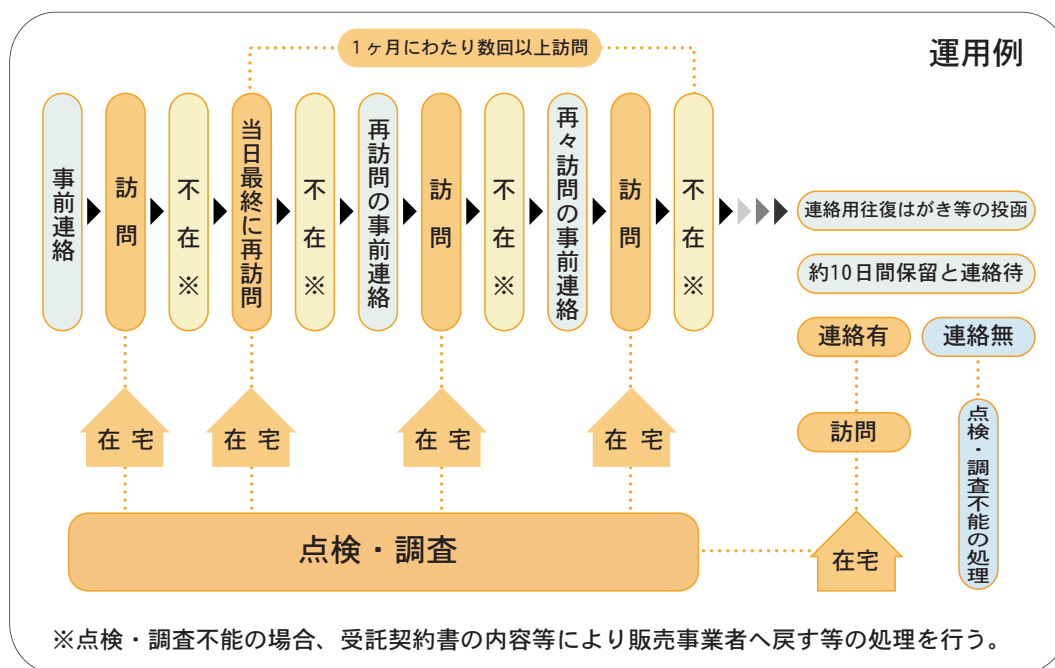 1ヶ月にわたり数回以上訪問
運用例
事前連絡
訪問
不在※
当日最終に再訪問
不在※
再訪問の事前連絡
訪問
不在※
再々訪問の事前連絡
訪問
不在※
連絡用往復はがき等の投函
約10日間保留と連絡待
連絡有
連絡無
在宅
在宅
在宅
在宅
訪問
点検・調査不能の処理
点検・調査
在宅
※点検・調査不能の場合、受託契約書の内容等により販売事業者へ戻す等の処理を行う。